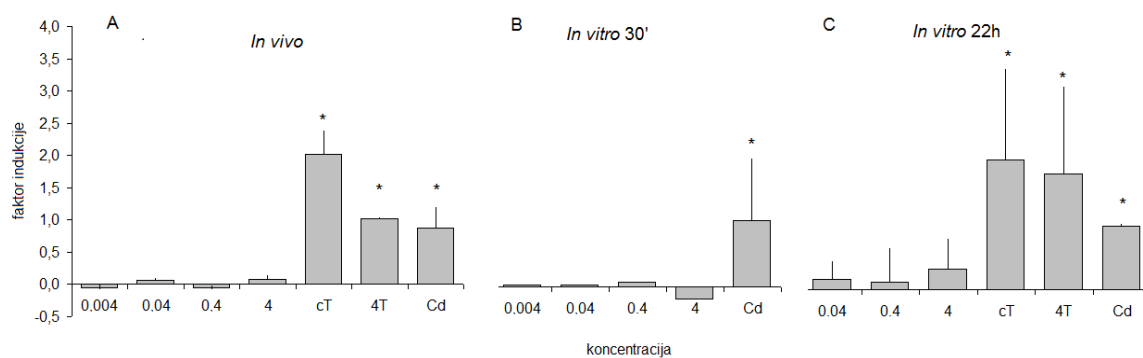 A
In vivo
B
In vitro 30'
C
In vitro 22h
faktor indukcije
4,0
3,5
3,0
2,5
2,0
1,5
1,0
0,5
0,0
-0,5
* * *
*
* * *
0.004 0.04 0.4 4 cT 4T Cd
0.004 0.04 0.4 4 Cd
0.04 0.4 4 cT 4T Cd
koncentracija